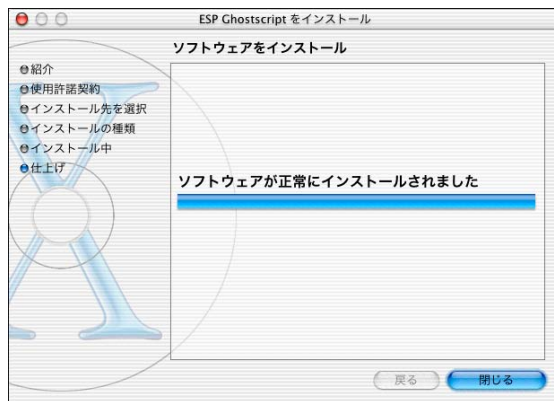 ESP Ghostscript をインストール
ソフトウェアをインストール
紹介
使用許諾契約
インストール先を選択
インストールの種類
インストール中
仕上げ
ソフトウェアが正常にインストールされました
戻る
閉じる